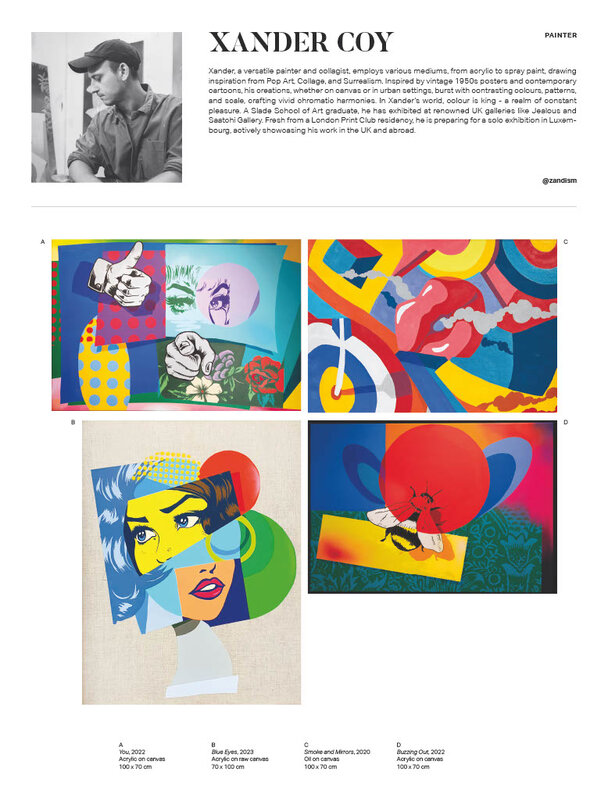 XANDER COY
PAINTER
Xander, a versatile painter and collagist, employs various mediums, from acrylic to spray paint, drawing
inspiration from Pop Art, Collage, and Surrealism. Inspired by vintage 1950s posters and contemporary
cartoons, his creations, whether on canvas or in urban settings, burst with contrasting colours, patterns,
and scale, crafting vivid chromatic harmonies. In Xander's world, colour is king - a realm of constant
pleasure. A Slade School of Art graduate, he has exhibited at renowned UK galleries like Jealous and
Saatchi Gallery. Fresh from a London Print Club residency, he is preparing for a solo exhibition in Luxem-
bourg, actively showcasing his work in the UK and abroad.
@zandism
A
C
B
D
A
You, 2022
Acrylic on canvas
100 x 70 cm
B
Blue Eyes, 2023
Acrylic on raw canvas
70 x 100 cm
C
Smoke and Mirrors, 2020
Oil on canvas
100 x 70 cm
D
Buzzing Out, 2022
Acrylic on canvas
100 x 70 cm